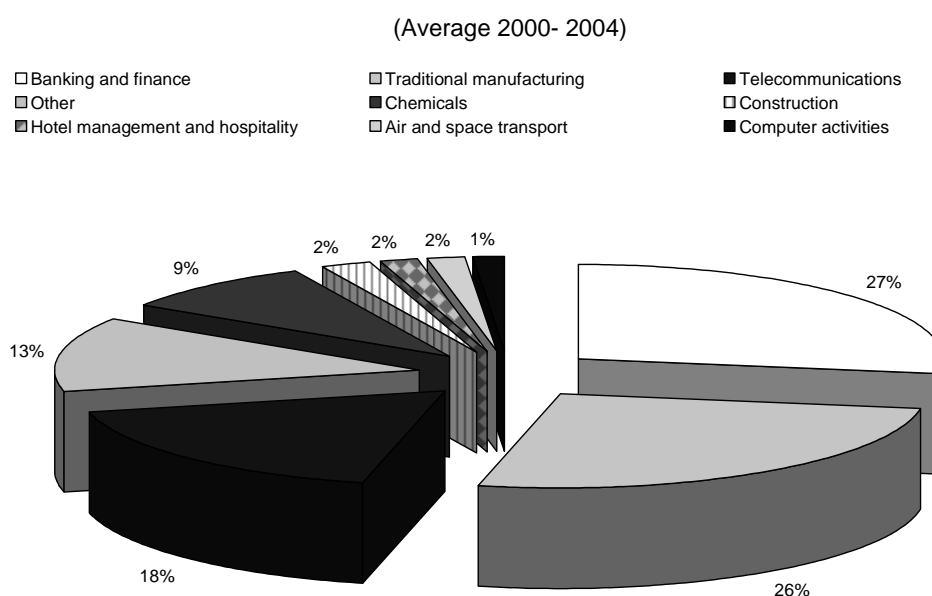 (Average 2000- 2004)
Banking and finance Traditional manufacturing Telecommunications
Other Chemicals Construction
Hotel management and hospitality Air and space transport Computer activities
2% 2% 2% 1%
9% 27%
13%
18% 26%